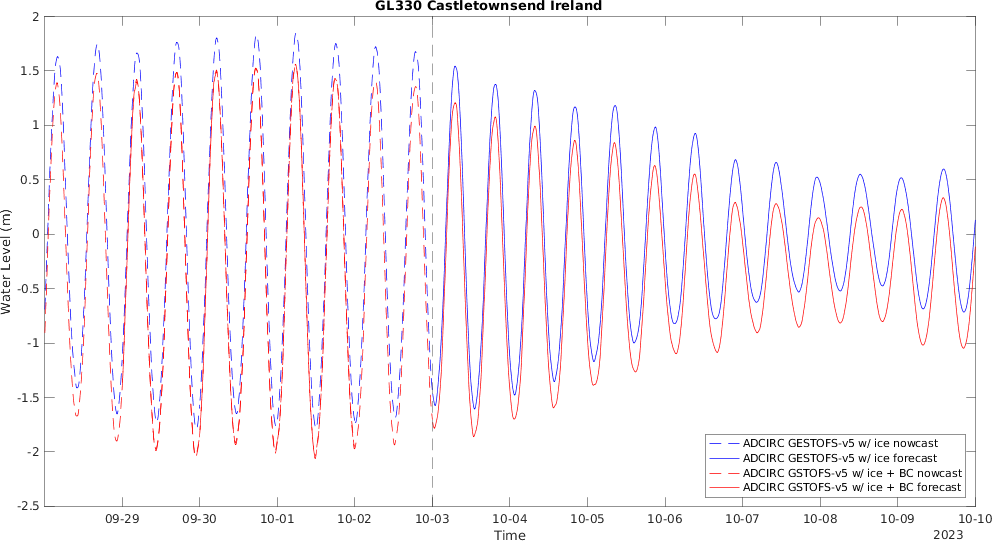 GL330 Castletownsend Ireland
2
1.5
1
0.5
0
-0.5
-1
-1.5
-2
-2.5
Water Level (m)
ADCIRC GESTOFS-v5 w/ ice nowcast
ADCIRC GESTOFS-v5 w/ ice forecast
ADCIRC GSTOFS-v5 w/ ice + BC nowcast
ADCIRC GSTOFS-v5 w/ ice + BC forecast
09-29 09-30 10-01 10-02 10-03 10-04 10-05 10-06 10-07 10-08 10-09 10-10
Time 2023